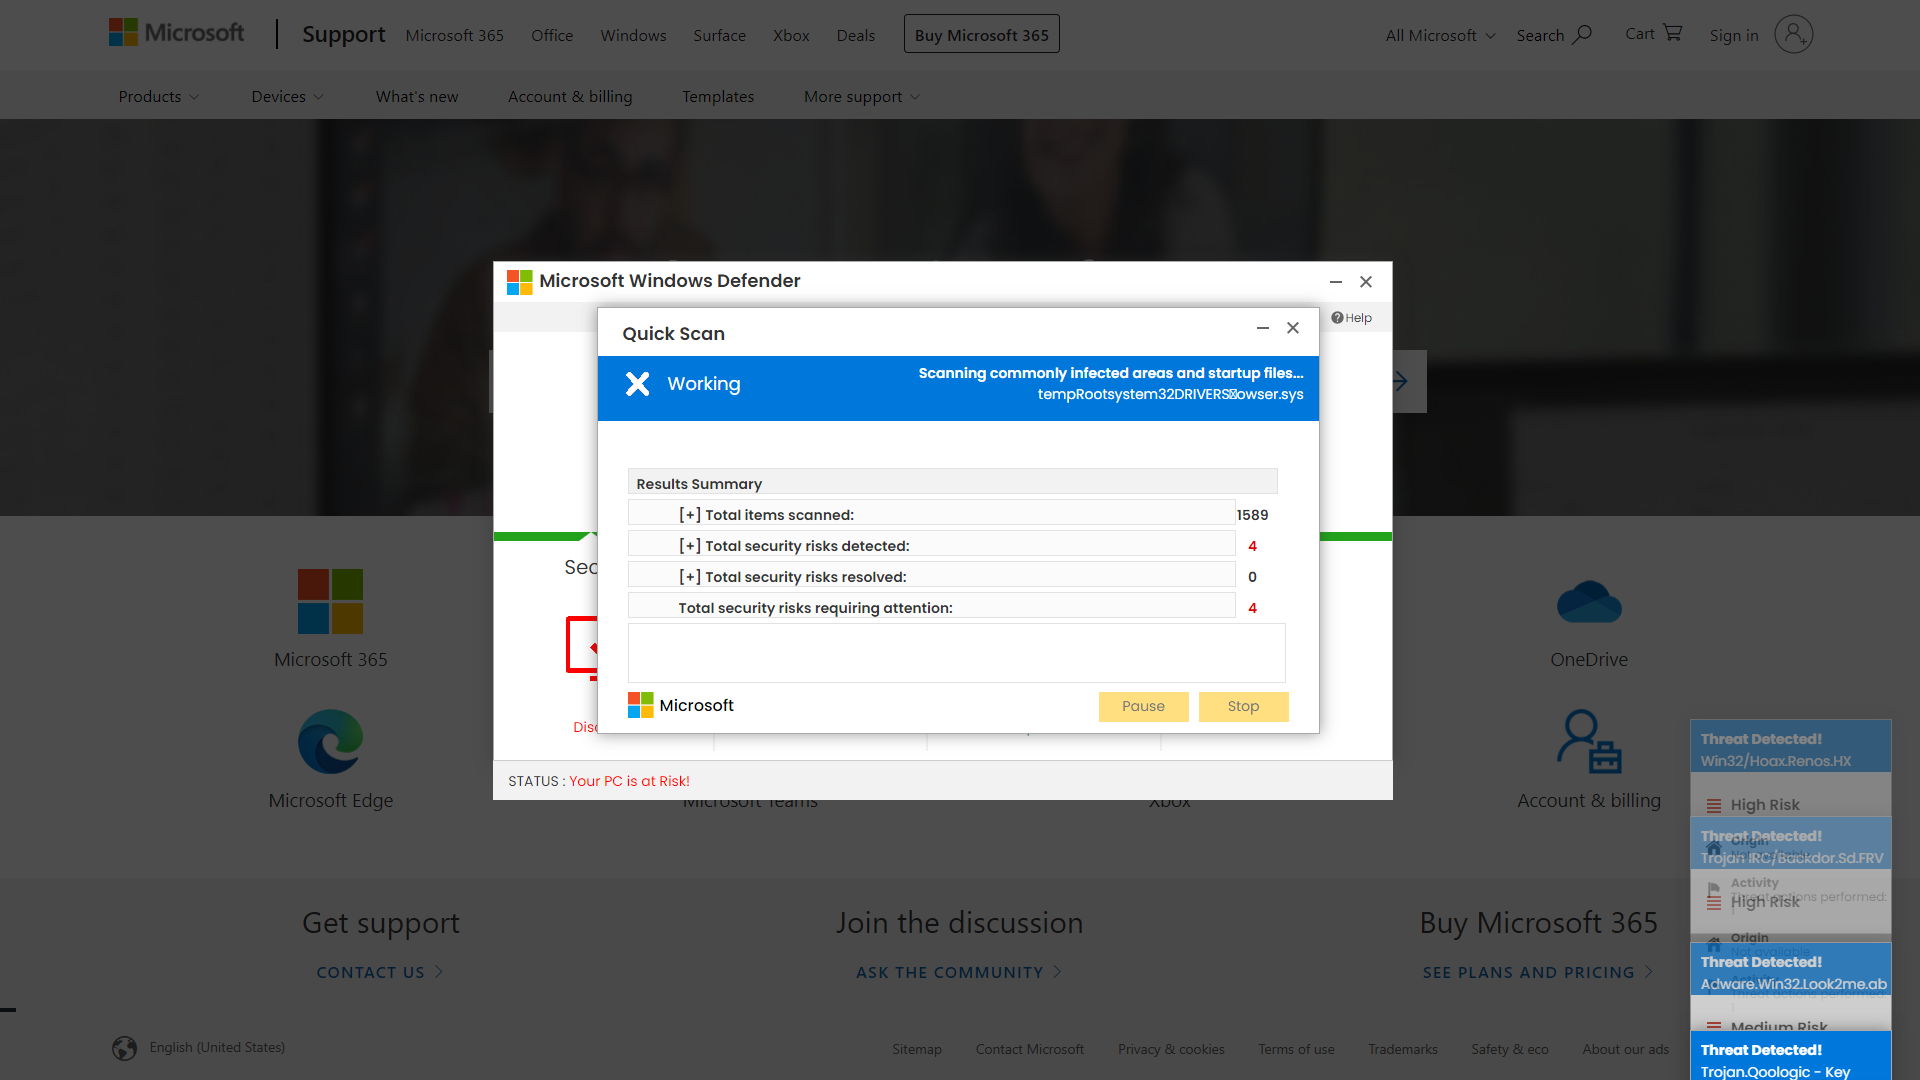 Microsoft
Support
Microsoft 365
Office
Windows
Surface
Xbox
Deals
Buy Microsoft 365
All Microsoft
Search
Cart
Sign in
Products
Devices
What's new
Account & billing
Templates
More support
Microsoft Windows Defender
Help
Quick Scan
Working
Scanning commonly infected areas and startup files...
Results Summary
[+] Total items scanned:
1589
[+] Total security risks detected:
4
[+] Total security risks resolved:
0
Total security risks requiring attention:
4
Microsoft
Pause
Stop
STATUS : Your PC is at Risk!
Microsoft 365
OneDrive
Microsoft Edge
Microsoft Teams
Xbox
Account & billing
Threat Detected!
Win32/Hoax.Renos.HX
High Risk
Threat Detected!
Trojan-IRC/Backdor.Sd.FRV
Origin
Activity
Threat actions performed:
High Risk
Origin
Not available
Threat Detected!
Adware.Win32.Look2me.ab
Medium Risk
Threat Detected!
Trojan.Qoologic - Key
Get support
CONTACT US
Join the discussion
ASK THE COMMUNITY
Buy Microsoft 365
SEE PLANS AND PRICING
English (United States)
Sitemap
Contact Microsoft
Privacy & cookies
Terms of use
Trademarks
Safety & eco
About our ads